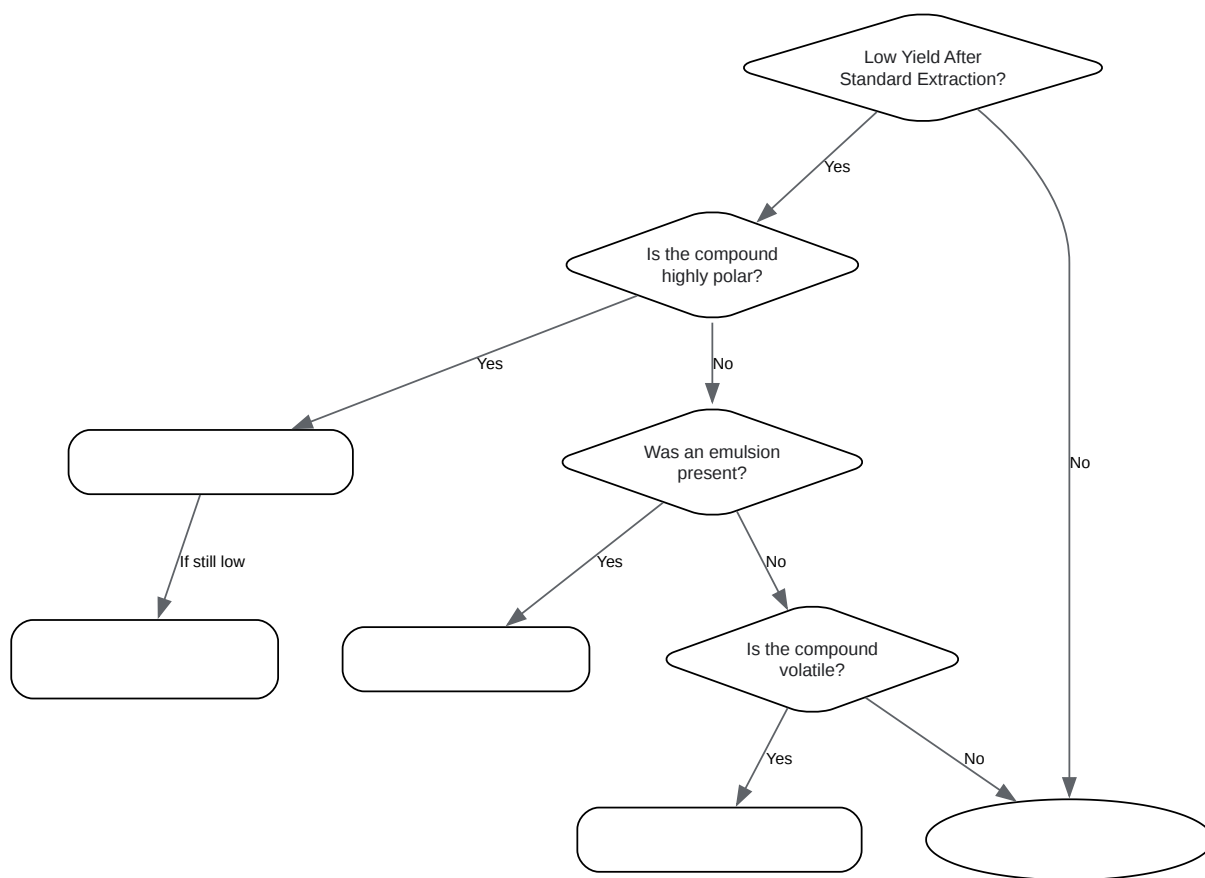 Low Yield After
Standard Extraction?
Yes
Is the compound
highly polar?
Yes
No
Was an emulsion
present?
No
If still low
Yes
No
Is the compound
volatile?
Yes
No